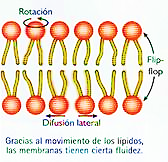 Rotación
Flip-
flop
Difusión lateral
Gracias al movimiento de los lípidos,
las membranas tienen cierta fluidez.